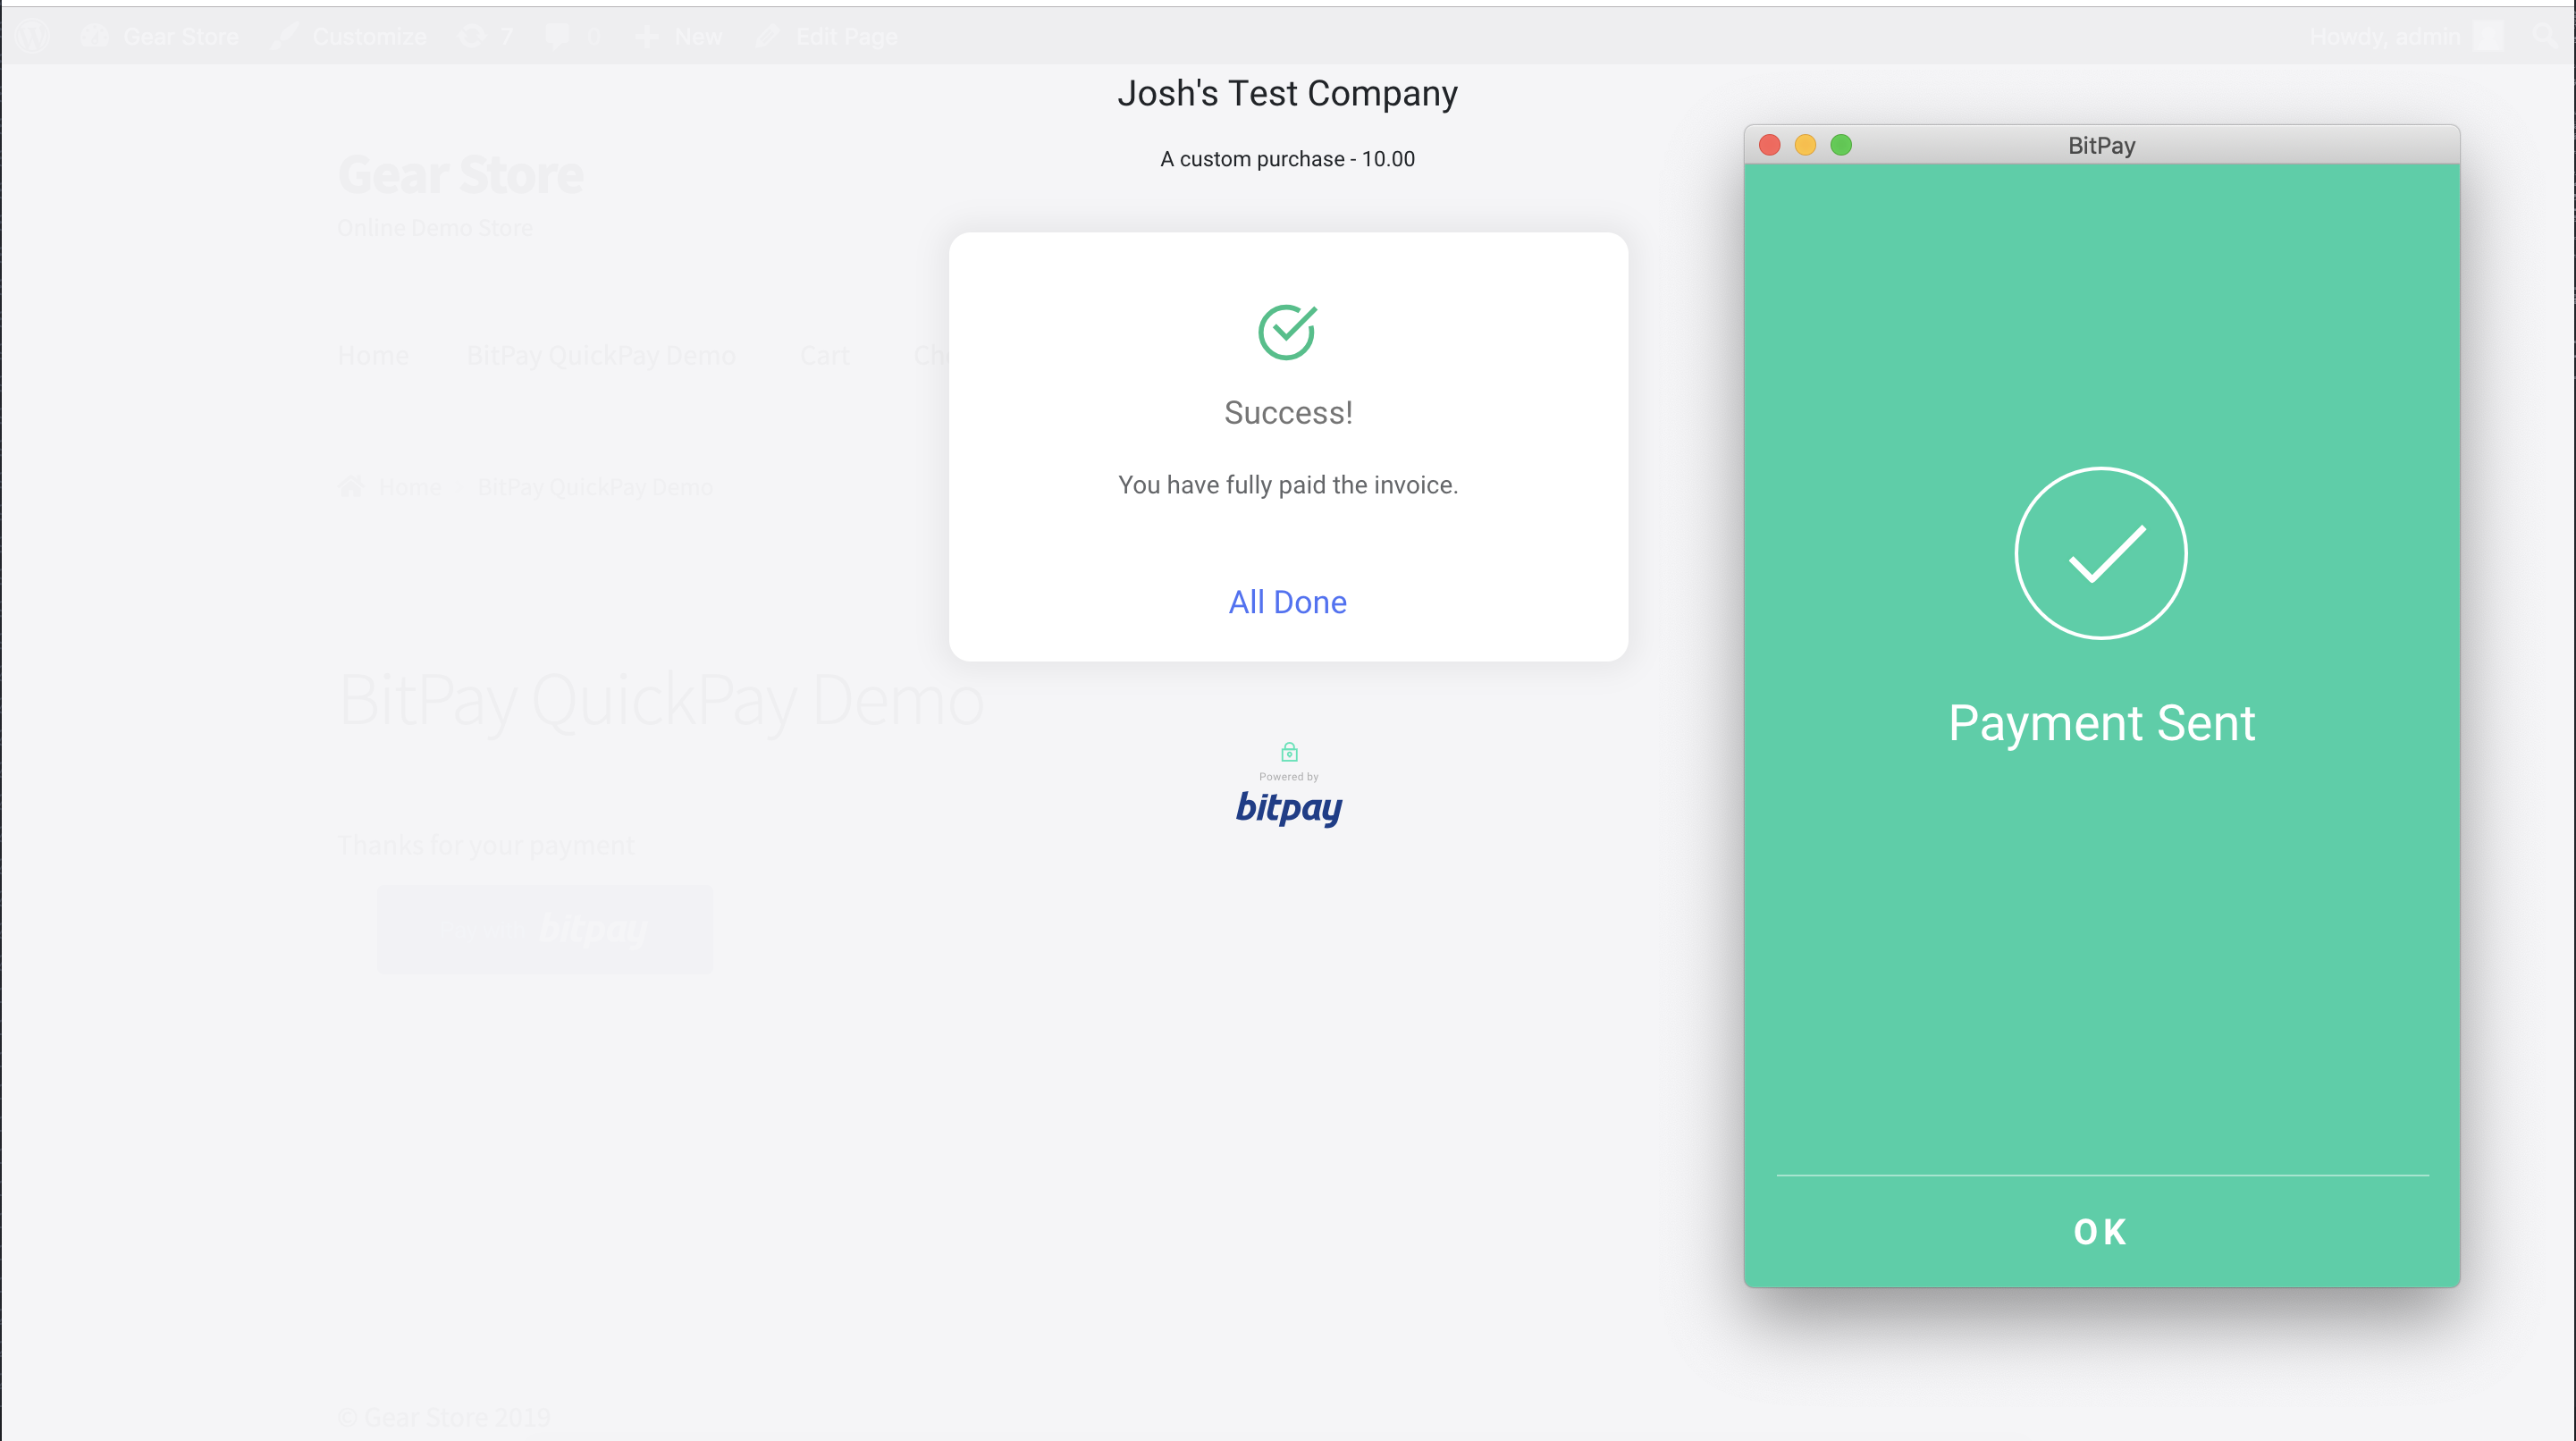 Gear Store Customize 7 0 New Edit Page Howdy, admin
Josh's Test Company
A custom purchase - 10.00
Gear Store
Online Demo Store
Home BitPay QuickPay Demo Cart
Home BitPay QuickPay Demo
Success!
You have fully paid the invoice.
All Done
BitPay QuickPay Demo
Powered by
bitpay
Thanks for your payment
Pay with bitpay
© Gear Store 2019
BitPay
Payment Sent
OK